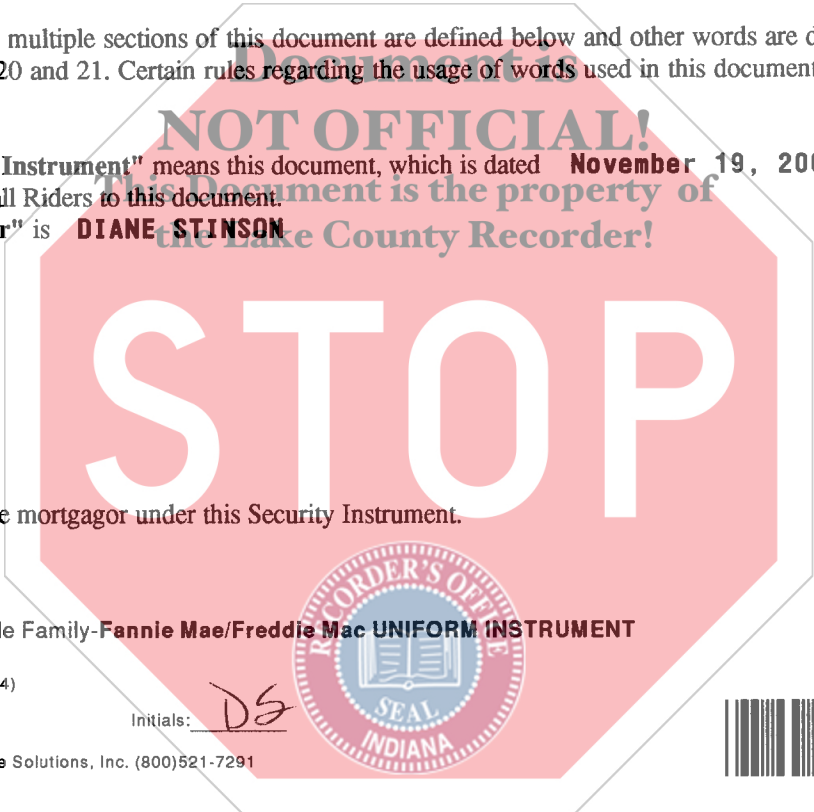 multiple sections of this document are defined below and other words are d
20 and 21. Certain rules regarding the usage of words used in this document
Document is
NOT OFFICIAL!
Instrument" means this document, which is dated November 19, 200
This Document is the property of
all Riders to this document.
r" is DIANE STINSON
the Lake County Recorder!
STOP
e mortgagor under this Security Instrument.
RECORDER'S OFFICE
le Family-Fannie Mae/Freddie Mac UNIFORM INSTRUMENT
4)
Initials: DS
SEAL
INDIANA
e Solutions, Inc. (800)521-7291